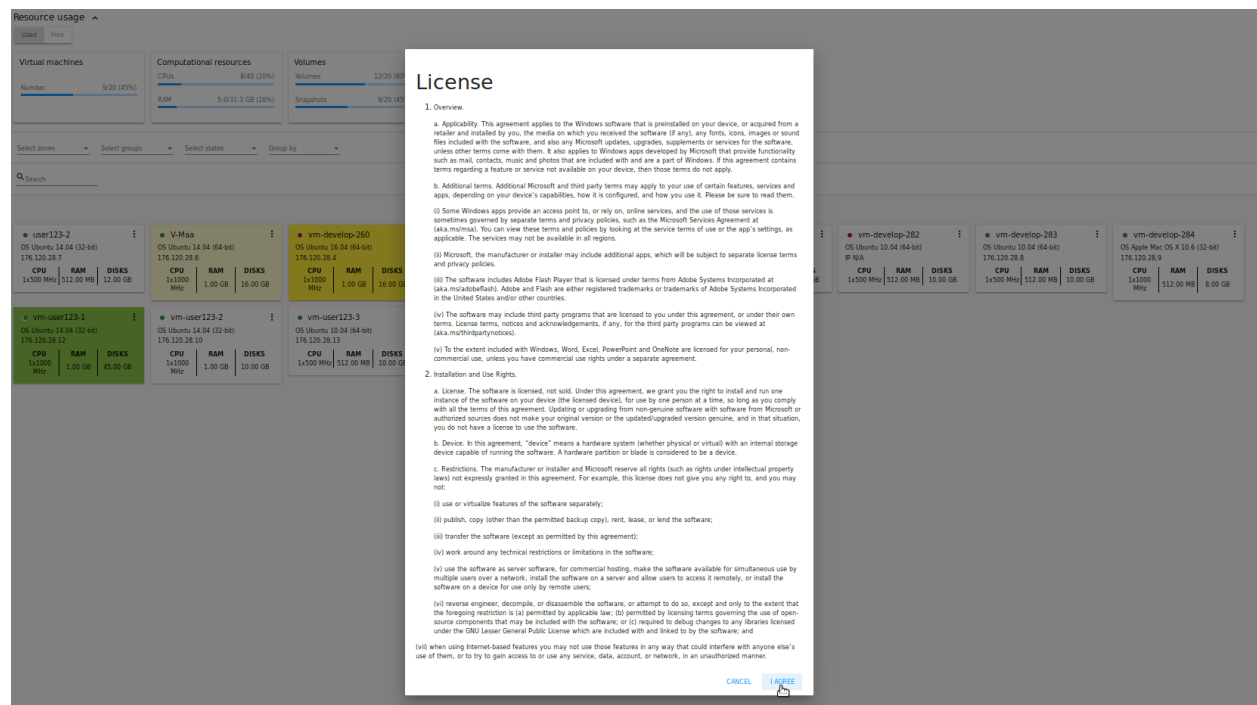 Resource usage
Used Free
Virtual machines
Number 9/20 (45%)
Computational resources
CPUs 8/40 (20%)
RAM 5.0/31.3 GB (16%)
Volumes
Volumes 12/20 (60
Snapshots 9/20 (45
Select zones Select groups Select states Group by
Search
user123-2
OS Ubuntu 14.04 (32-bit)
176.120.28.7
CPU RAM DISKS
1x500 MHz 512.00 MB 12.00 GB
V-Maa
OS Ubuntu 14.04 (64-bit)
176.120.28.6
CPU RAM DISKS
1x1000 MHz 1.00 GB 16.00 GB
vm-develop-260
OS Ubuntu 16.04 (64-bit)
176.120.28.4
CPU RAM DISKS
1x1000 MHz 1.00 GB 16.00 G
vm-develop-282
OS Ubuntu 10.04 (64-bit)
IP N/A
CPU RAM DISKS
1x500 MHz 512.00 MB 10.00 GB
vm-develop-283
OS Ubuntu 10.04 (64-bit)
176.120.28.8
CPU RAM DISKS
1x500 MHz 512.00 MB 10.00 GB
vm-develop-284
OS Apple Mac OS X 10.6 (32-bit)
176.120.28.9
CPU RAM DISKS
1x1000 MHz 512.00 MB 8.00 GB
vm-user123-1
OS Ubuntu 14.04 (32-bit)
176.120.28.12
CPU RAM DISKS
1x1000 MHz 1.00 GB 45.00 GB
vm-user123-2
OS Ubuntu 14.04 (64-bit)
176.120.28.10
CPU RAM DISKS
1x1000 MHz 1.00 GB 10.00 GB
vm-user123-3
OS Ubuntu 10.04 (64-bit)
176.120.28.13
CPU RAM DISKS
1x500 MHz 512.00 MB 10.00 G
License
1. Overview.
a. Applicability. This agreement applies to the Windows software that is preinstalled on your device, or acquired from a
retailer and installed by you, the media on which you received the software (if any), any fonts, icons, images or sound
files included with the software, and also any Microsoft updates, upgrades, supplements or services for the software,
unless other terms come with them. It also applies to Windows apps developed by Microsoft that provide functionality
such as mail, contacts, music and photos that are included with and are a part of Windows. If this agreement contains
terms regarding a feature or service not available on your device, then those terms do not apply.
b. Additional terms. Additional Microsoft and third party terms may apply to your use of certain features, services and
apps, depending on your device's capabilities, how it is configured, and how you use it. Please be sure to read them.
(i) Some Windows apps provide an access point to, or rely on, online services, and the use of those services is
sometimes governed by separate terms and privacy policies, such as the Microsoft Services Agreement at
(aka.ms/msa). You can view these terms and policies by looking at the service terms of use or the app's settings, as
applicable. The services may not be available in all regions.
(ii) Microsoft, the manufacturer or installer may include additional apps, which will be subject to separate license terms
and privacy policies.
(iii) The software includes Adobe Flash Player that is licensed under terms from Adobe Systems Incorporated at
(aka.ms/adobeflash). Adobe and Flash are either registered trademarks or trademarks of Adobe Systems Incorporated
in the United States and/or other countries.
(iv) The software may include third party programs that are licensed to you under this agreement, or under their own
terms. License terms, notices and acknowledgements, if any, for the third party programs can be viewed at
(aka.ms/thirdpartynotices).
(v) To the extent included with Windows, Word, Excel, PowerPoint and OneNote are licensed for your personal, non-
commercial use, unless you have commercial use rights under a separate agreement.
2. Installation and Use Rights.
a. License. The software is licensed, not sold. Under this agreement, we grant you the right to install and run one
instance of the software on your device (the licensed device), for use by one person at a time, so long as you comply
with all the terms of this agreement. Updating or upgrading from non-genuine software with software from Microsoft or
authorized sources does not make your original version or the updated/upgraded version genuine, and in that situation,
you do not have a license to use the software.
b. Device. In this agreement, "device" means a hardware system (whether physical or virtual) with an internal storage
device capable of running the software. A hardware partition or blade is considered to be a device.
c. Restrictions. The manufacturer or installer and Microsoft reserve all rights (such as rights under intellectual property
laws) not expressly granted in this agreement. For example, this license does not give you any right to, and you may
not:
(i) use or virtualize features of the software separately;
(ii) publish, copy (other than the permitted backup copy), rent, lease, or lend the software;
(iii) transfer the software (except as permitted by this agreement);
(iv) work around any technical restrictions or limitations in the software;
(v) use the software as server software, for commercial hosting, make the software available for simultaneous use by
multiple users over a network, install the software on a server and allow users to access it remotely, or install the
software on a device for use only by remote users;
(vi) reverse engineer, decompile, or disassemble the software, or attempt to do so, except and only to the extent that
the foregoing restriction is (a) permitted by applicable law; (b) permitted by licensing terms governing the use of open-
source components that may be included with the software; or (c) required to debug changes to any libraries licensed
under the GNU Lesser General Public License which are included with and linked to by the software; and
(vii) when using Internet-based features you may not use those features in any way that could interfere with anyone else's
use of them, or to try to gain access to or use any service, data, account, or network, in an unauthorized manner.
CANCEL I AGREE